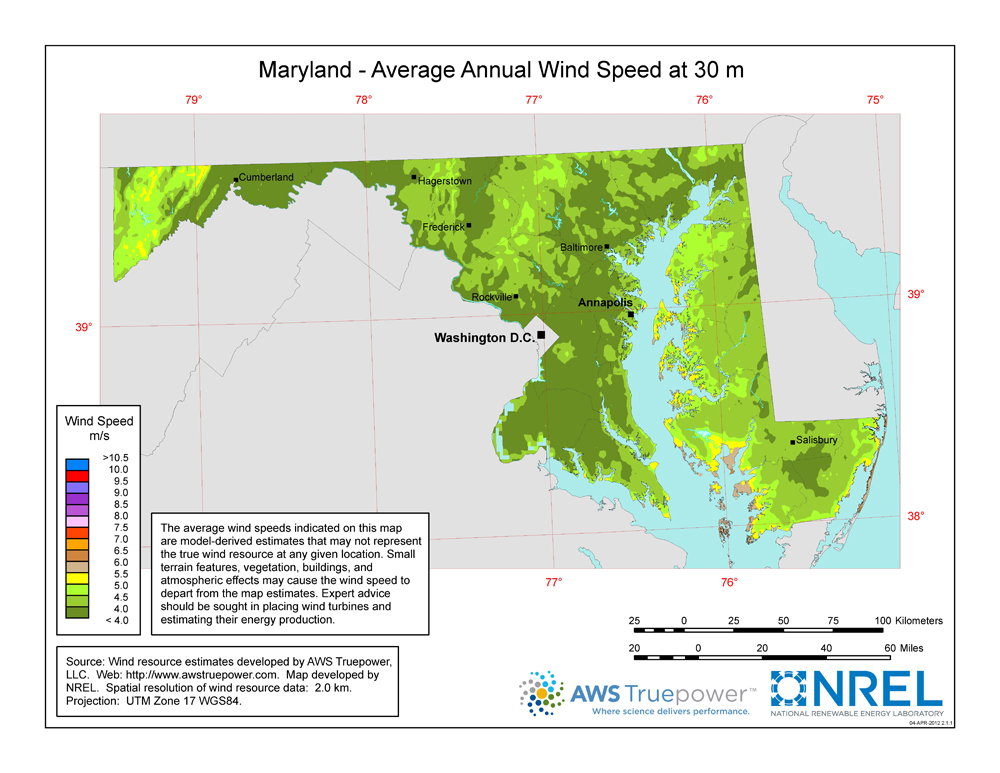 Maryland - Average Annual Wind Speed at 30 m
79°
78°
77°
76°
75°
Cumberland
Hagerstown
Frederick
Baltimore
Rockville
Annapolis
39°
39°
Washington D.C.
Salisbury
38°
77°
76°
Wind Speed
m/s
>10.5
10.0
9.5
9.0
8.5
8.0
7.5
7.0
6.5
6.0
5.5
5.0
4.5
4.0
< 4.0
The average wind speeds indicated on this map
are model-derived estimates that may not represent
the true wind resource at any given location. Small
terrain features, vegetation, buildings, and
atmospheric effects may cause the wind speed to
depart from the map estimates. Expert advice
should be sought in placing wind turbines and
estimating their energy production.
25 0 25 50 75 100 Kilometers
20 0 20 40 60 Miles
Source: Wind resource estimates developed by AWS Truepower,
LLC. Web: http://www.awstruepower.com. Map developed by
NREL. Spatial resolution of wind resource data: 2.0 km.
Projection: UTM Zone 17 WGS84.
AWS Truepower™
Where science delivers performance.
NREL
NATIONAL RENEWABLE ENERGY LABORATORY
04-APR-2012 2.1.1